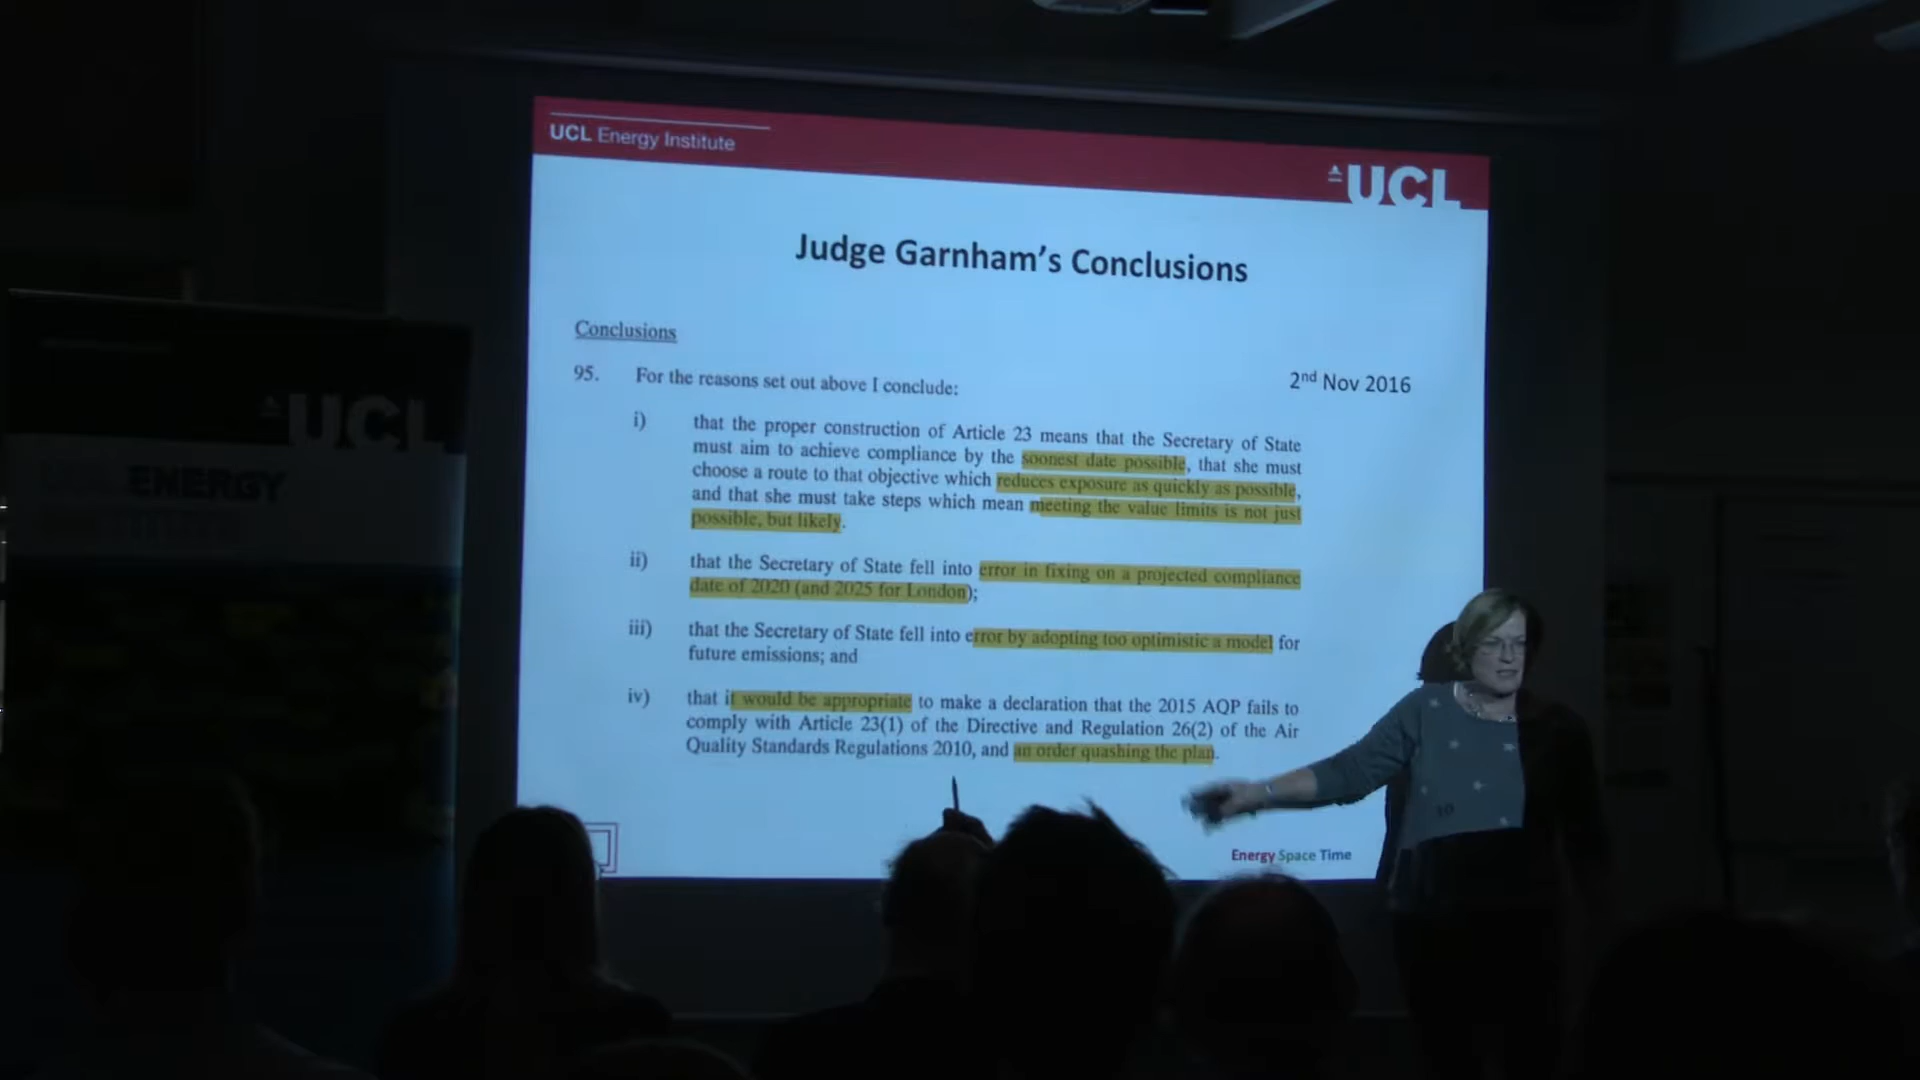 UCL Energy Institute
UCL
Judge Garnham's Conclusions
Conclusions
2nd Nov 2016
95. For the reasons set out above I conclude:
i) that the proper construction of Article 23 means that the Secretary of State
must aim to achieve compliance by the soonest date possible, that she must
choose a route to that objective which reduces exposure as quickly as possible,
and that she must take steps which mean meeting the value limits is not just
possible, but likely.
ii) that the Secretary of State fell into error in fixing on a projected compliance
date of 2020 (and 2025 for London);
iii) that the Secretary of State fell into error by adopting too optimistic a model for
future emissions; and
iv) that it would be appropriate to make a declaration that the 2015 AQP fails to
comply with Article 23(1) of the Directive and Regulation 26(2) of the Air
Quality Standards Regulations 2010, and an order quashing the plan.
Energy Space Time
10
UCL
UCL ENERGY